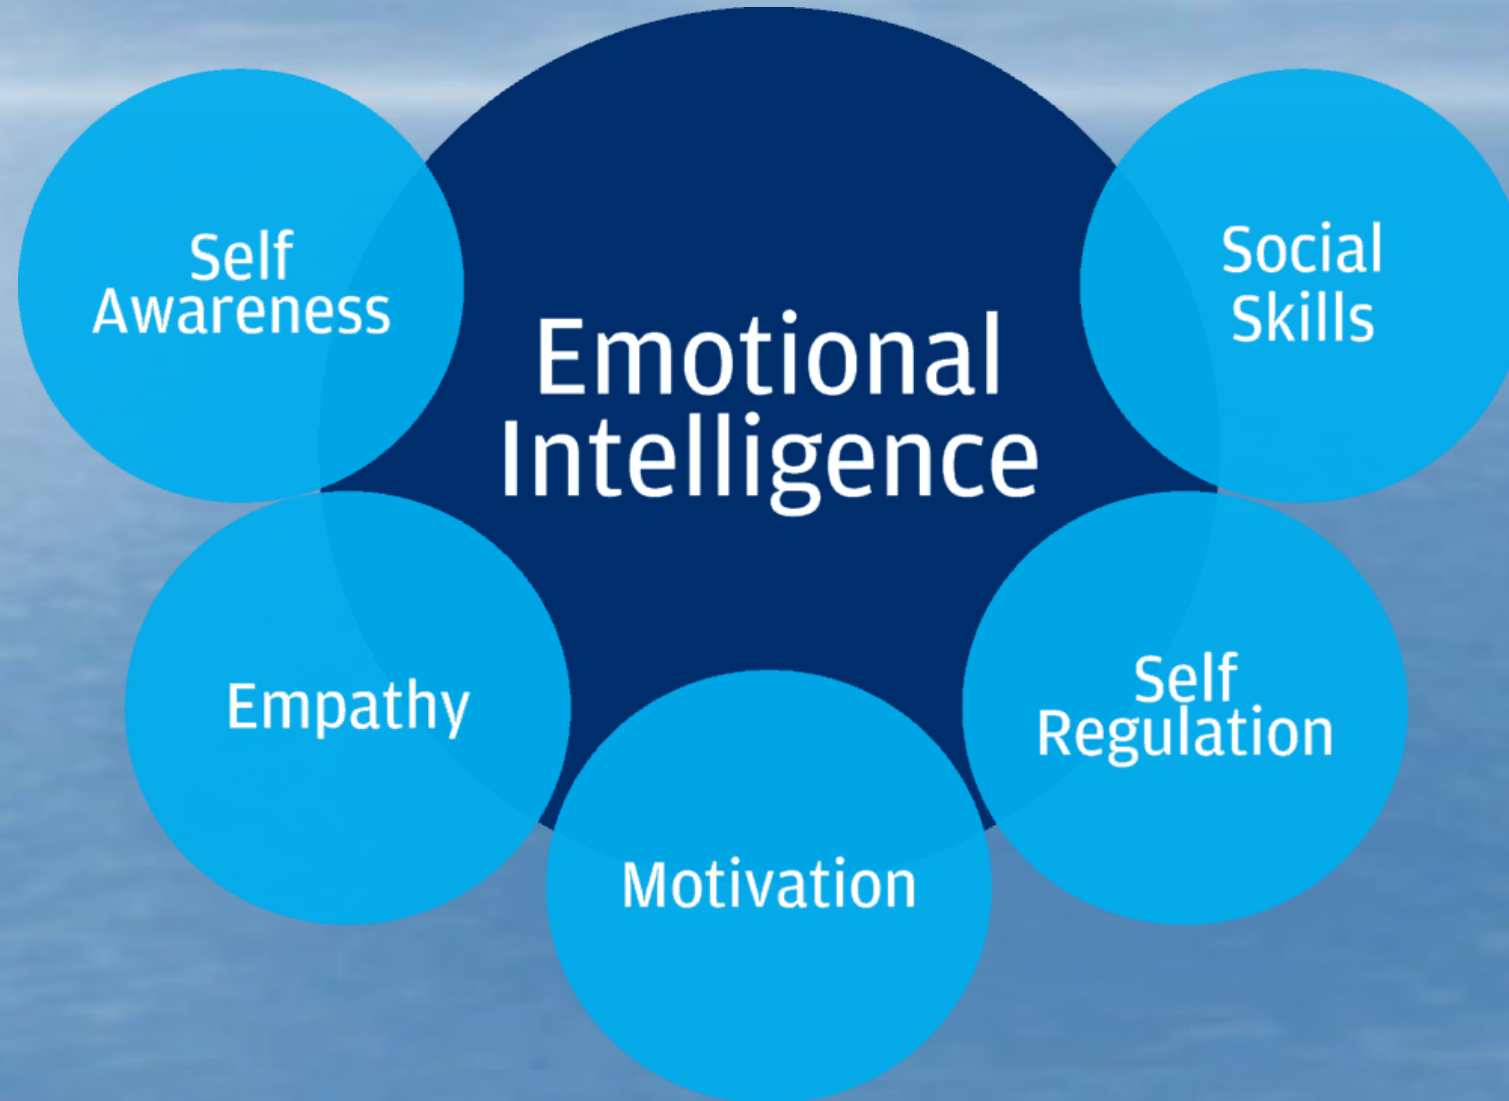 Emotional
Intelligence
Self
Awareness
Empathy
Motivation
Self
Regulation
Social
Skills